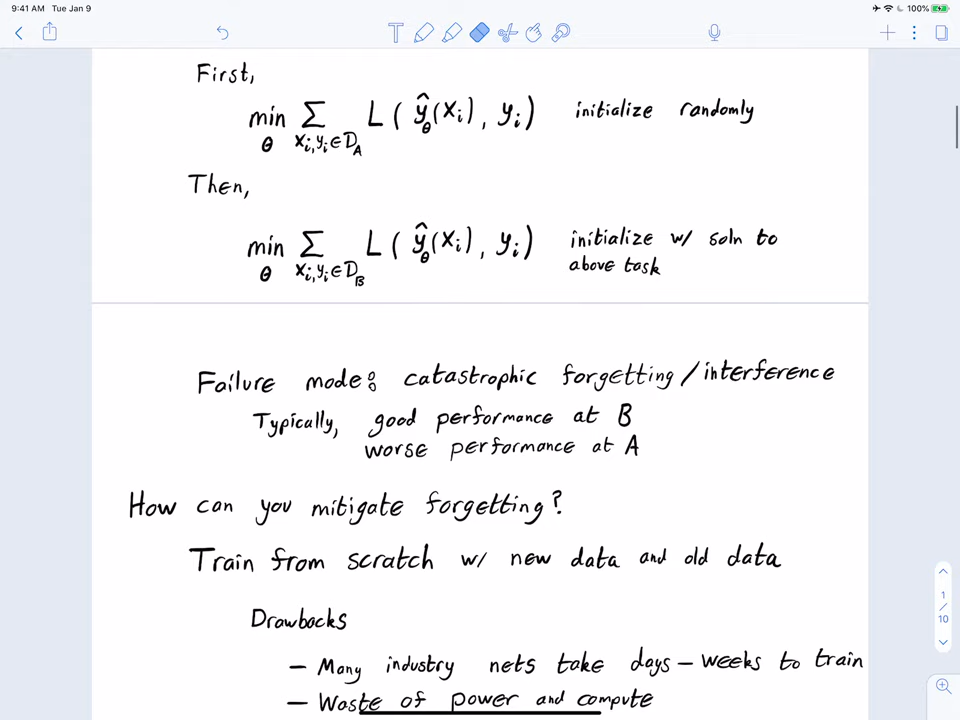 9:41 AM Tue Jan 9
100%
First,
min Σ L ( ŷ_θ(x_i) , y_i ) initialize randomly
θ x_i,y_i∈D_A
Then,
min Σ L ( ŷ_θ(x_i) , y_i ) initialize w/ soln to
θ x_i,y_i∈D_B above task
Failure mode: catastrophic forgetting / interference
Typically, good performance at B
worse performance at A
How can you mitigate forgetting?
Train from scratch w/ new data and old data
Drawbacks
– Many industry nets take days – weeks to train
– Waste of power and compute
1
/
10